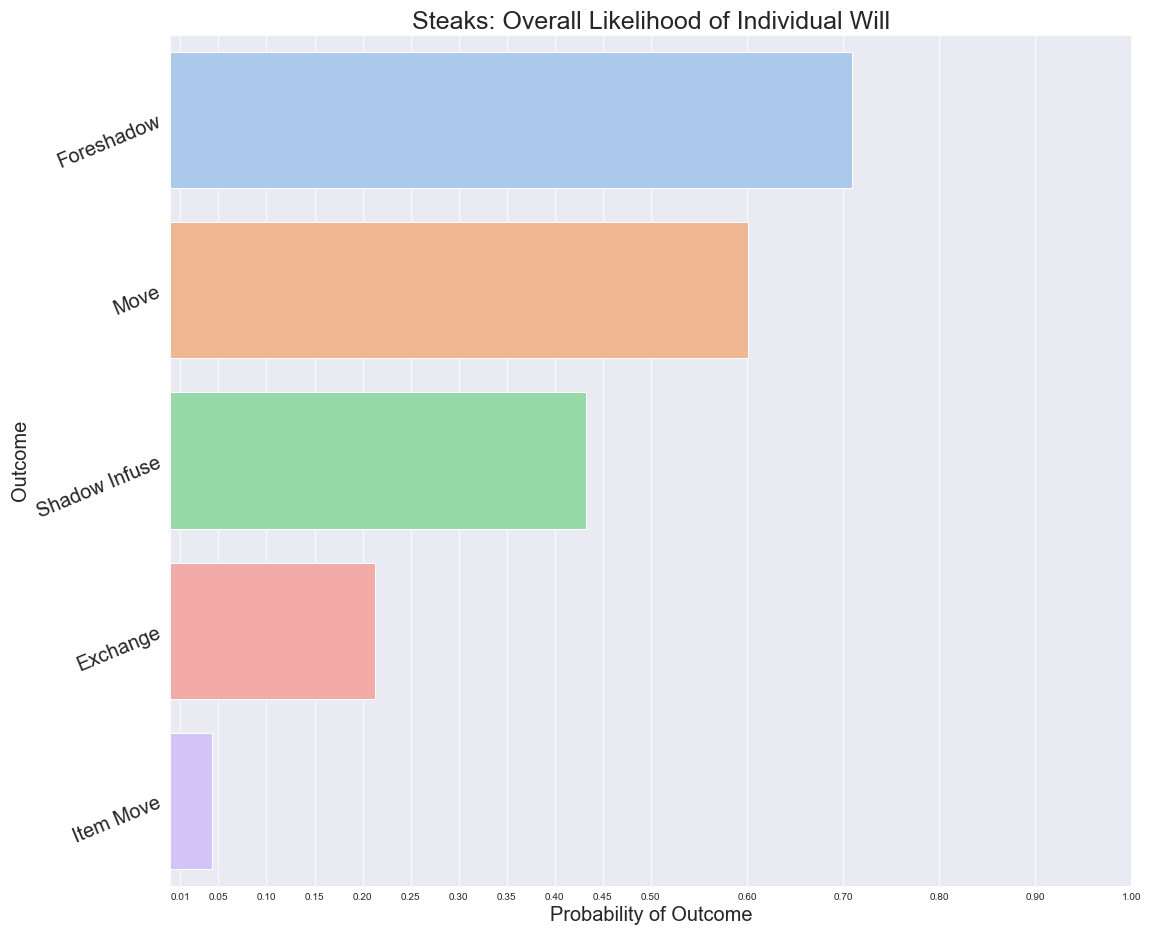 Steaks: Overall Likelihood of Individual Will
Foreshadow
Move
Shadow Infuse
Exchange
Item Move
Outcome
0.01 0.05 0.10 0.15 0.20 0.25 0.30 0.35 0.40 0.45 0.50 0.60 0.70 0.80 0.90 1.00
Probability of Outcome